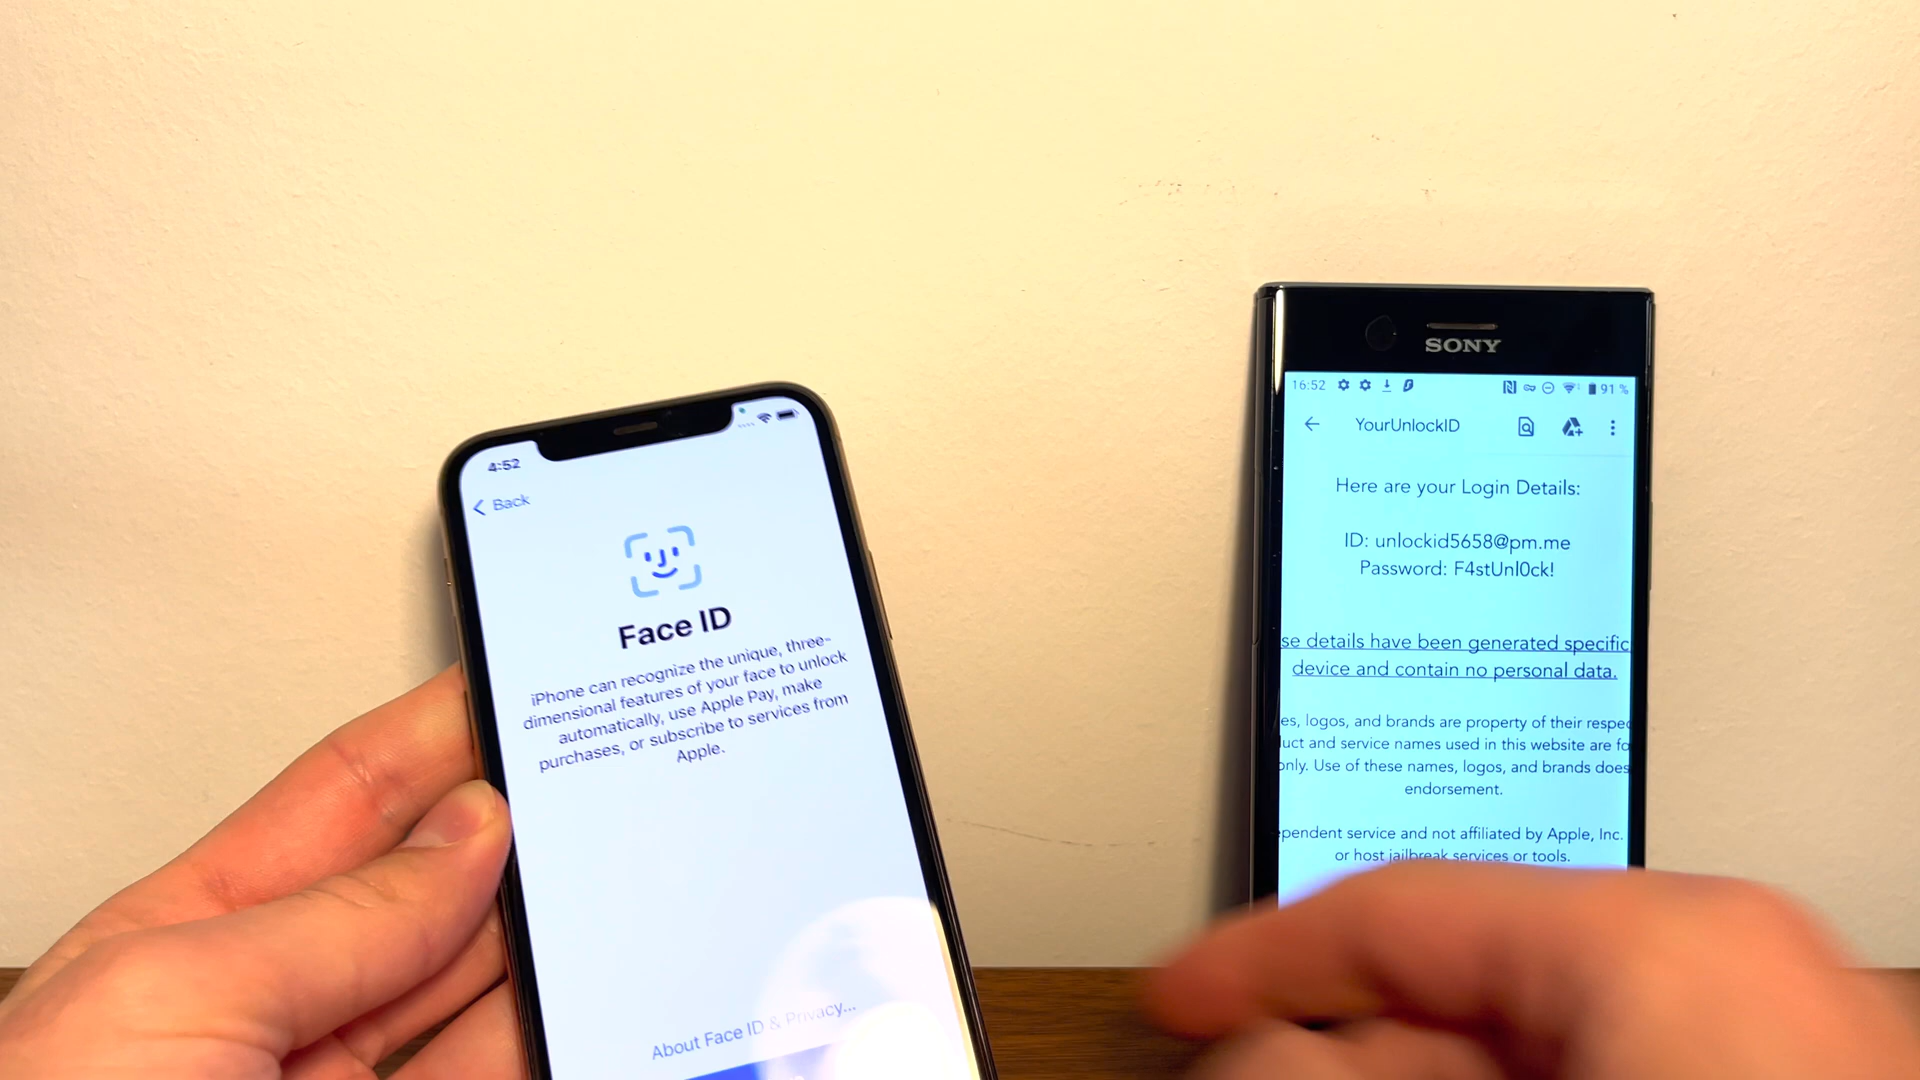 4:52
Back
Face ID
iPhone can recognize the unique, three-
dimensional features of your face to unlock
automatically, use Apple Pay, make
purchases, or subscribe to services from
Apple.
About Face ID & Privacy...
SONY
16:52
91 %
YourUnlockID
Here are your Login Details:
ID: unlockid5658@pm.me
Password: F4stUnl0ck!
se details have been generated specific
device and contain no personal data.
es, logos, and brands are property of their respec
uct and service names used in this website are fo
only. Use of these names, logos, and brands does
endorsement.
pendent service and not affiliated by Apple, Inc.
or host jailbreak services or tools.